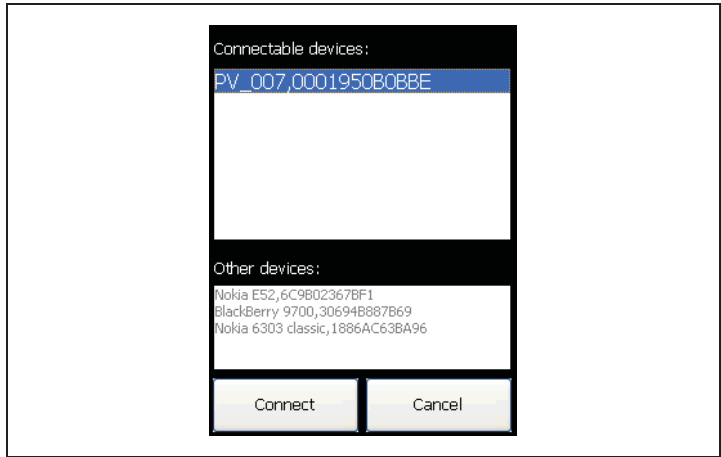 Connectable devices:
PV_007,0001950B0BBE
Other devices:
Nokia E52,6C9B02367BF1
BlackBerry 9700,30694B887B69
Nokia 6303 classic,1886AC63BA96
Connect Cancel